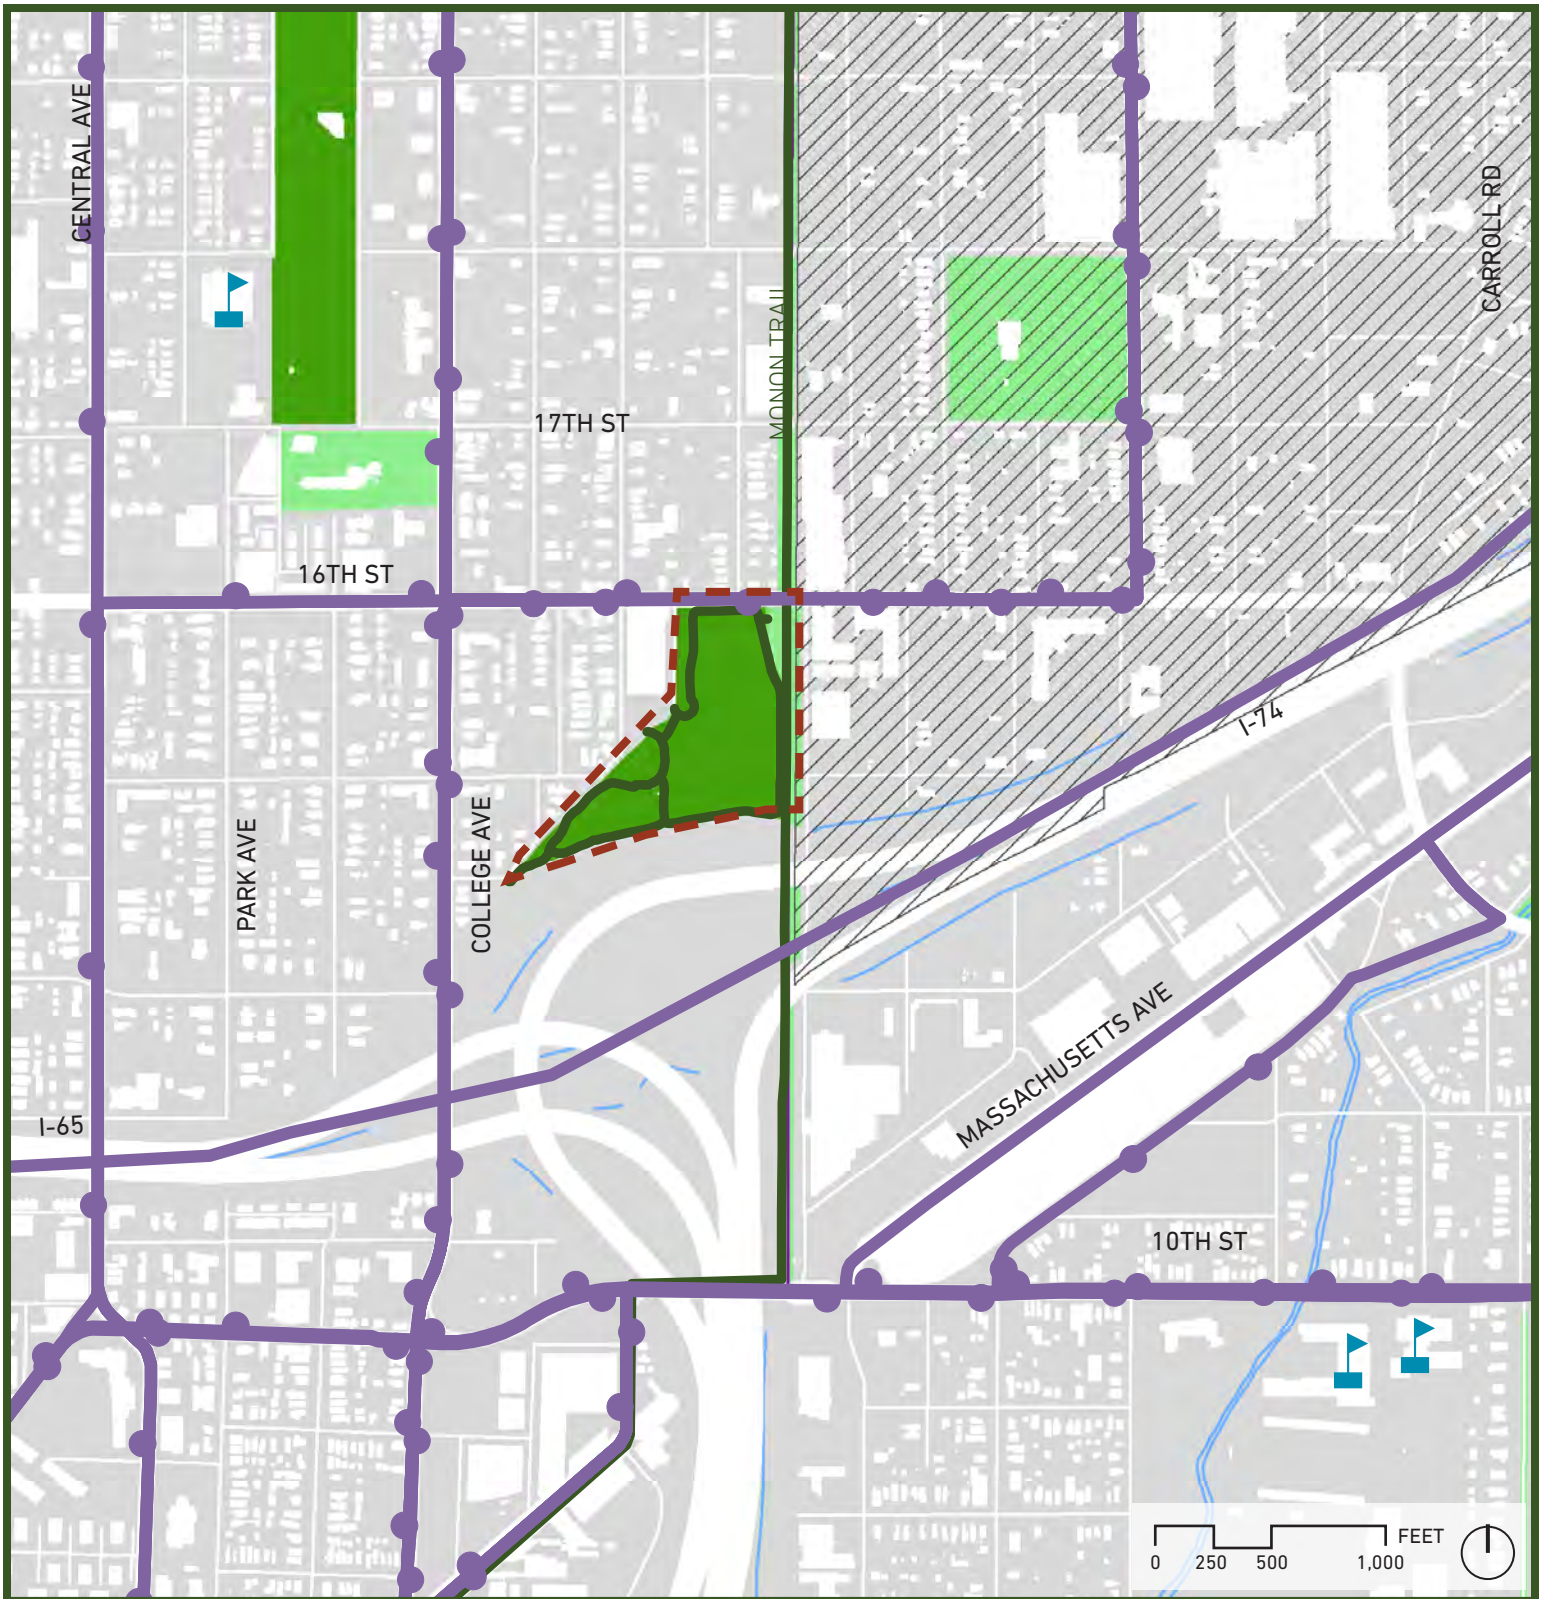 CENTRAL AVE
CARROLL RD
MONON TRAIL
17TH ST
16TH ST
I-74
COLLEGE AVE
PARK AVE
MASSACHUSETTS AVE
I-65
10TH ST
FEET
0 250 500 1,000